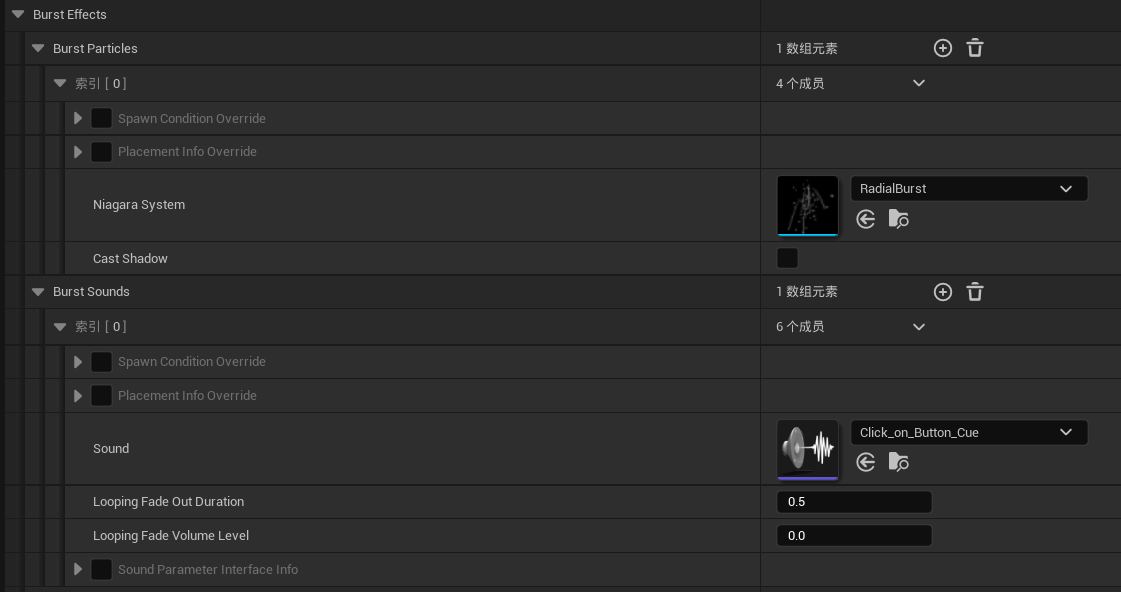 Burst Effects
Burst Particles 1 数组元素
索引 [ 0 ] 4 个成员
Spawn Condition Override
Placement Info Override
Niagara System RadialBurst
Cast Shadow
Burst Sounds 1 数组元素
索引 [ 0 ] 6 个成员
Spawn Condition Override
Placement Info Override
Sound Click_on_Button_Cue
Looping Fade Out Duration 0.5
Looping Fade Volume Level 0.0
Sound Parameter Interface Info